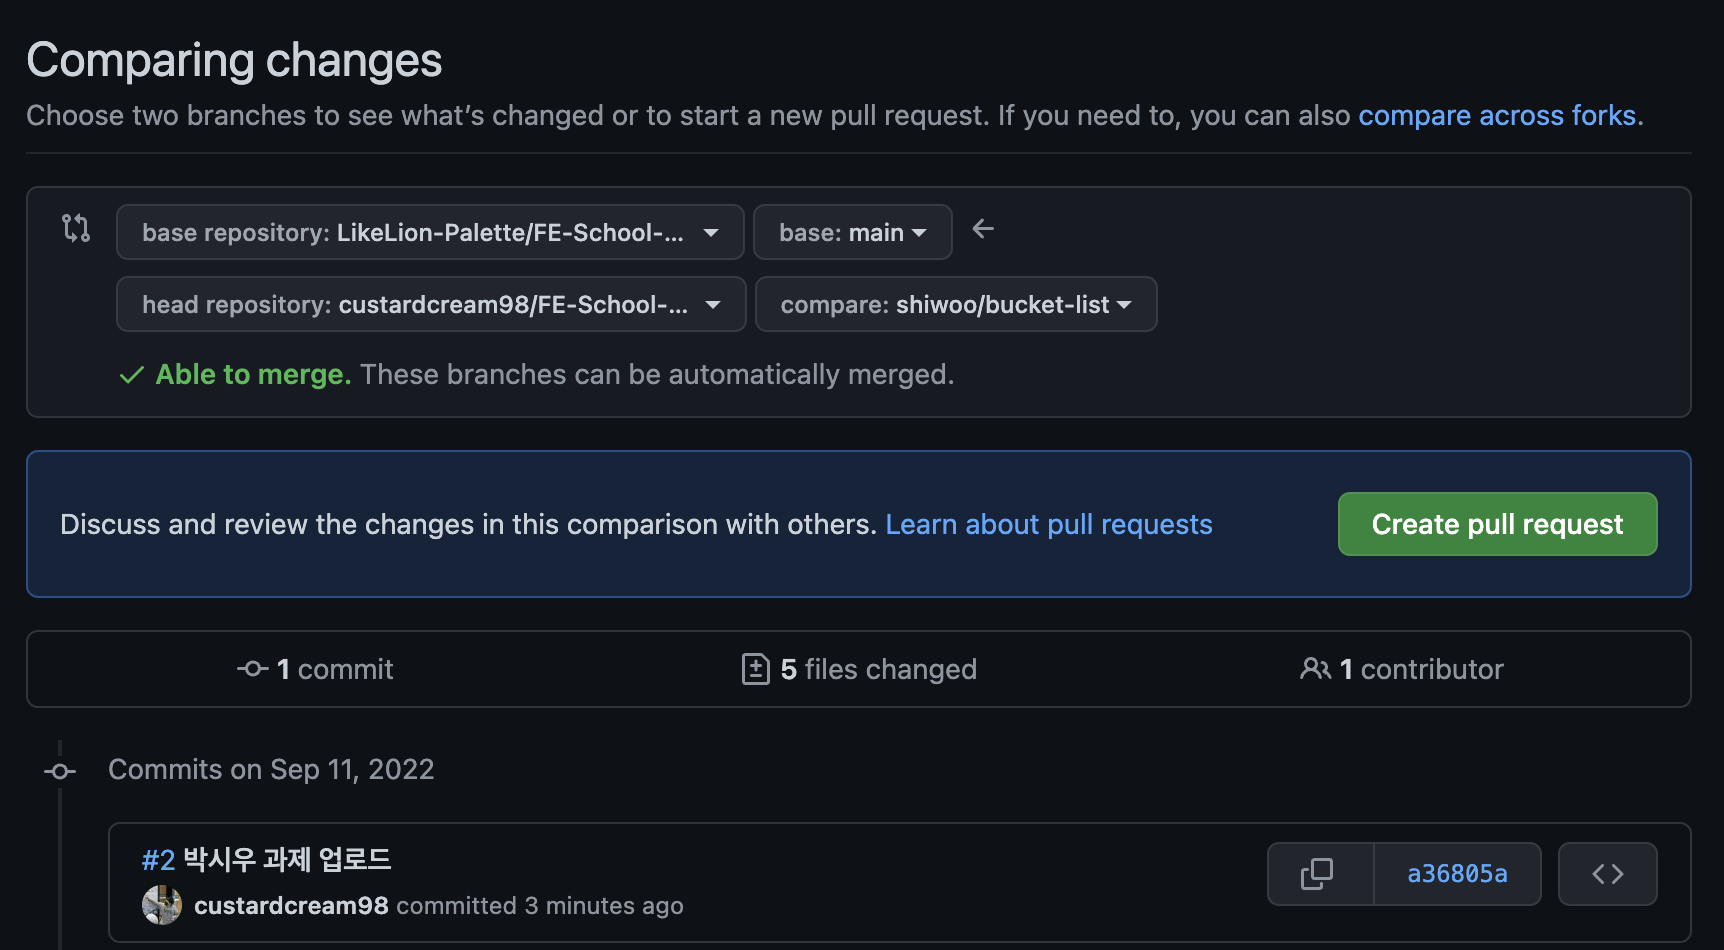 Comparing changes
Choose two branches to see what's changed or to start a new pull request. If you need to, you can also compare across forks.
base repository: LikeLion-Palette/FE-School-... base: main
head repository: custardcream98/FE-School-... compare: shiwoo/bucket-list
Able to merge. These branches can be automatically merged.
Discuss and review the changes in this comparison with others. Learn about pull requests Create pull request
1 commit 5 files changed 1 contributor
Commits on Sep 11, 2022
#2 박시우 과제 업로드
a36805a
custardcream98 committed 3 minutes ago